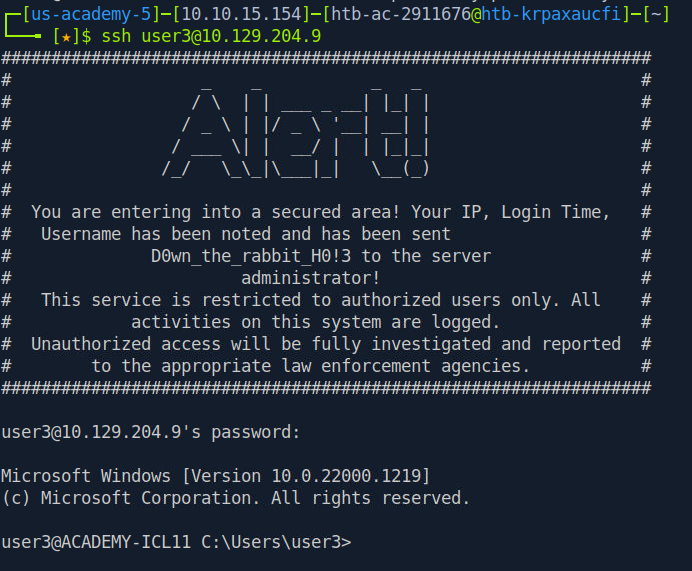 ┌─[us-academy-5]─[10.10.15.154]─[htb-ac-2911676@htb-krpaxaucfi]─[~]
└──╼ [★]$ ssh user3@10.129.204.9
#################################################################
#                   _    _           _   _                      #
#                  / \  | | ___ _ __| |_| |                     #
#                 / _ \ | |/ _ \ '__| __| |                     #
#                / ___ \| |  __/ |  | |_|_|                     #
#               /_/   \_\_|\___|_|   \__(_)                     #
#                                                               #
#  You are entering into a secured area! Your IP, Login Time,   #
#   Username has been noted and has been sent                   #
#              D0wn_the_rabbit_H0!3 to the server               #
#                       administrator!                          #
#   This service is restricted to authorized users only. All    #
#            activities on this system are logged.              #
#  Unauthorized access will be fully investigated and reported  #
#        to the appropriate law enforcement agencies.           #
#################################################################
user3@10.129.204.9's password:
Microsoft Windows [Version 10.0.22000.1219]
(c) Microsoft Corporation. All rights reserved.
user3@ACADEMY-ICL11 C:\Users\user3>